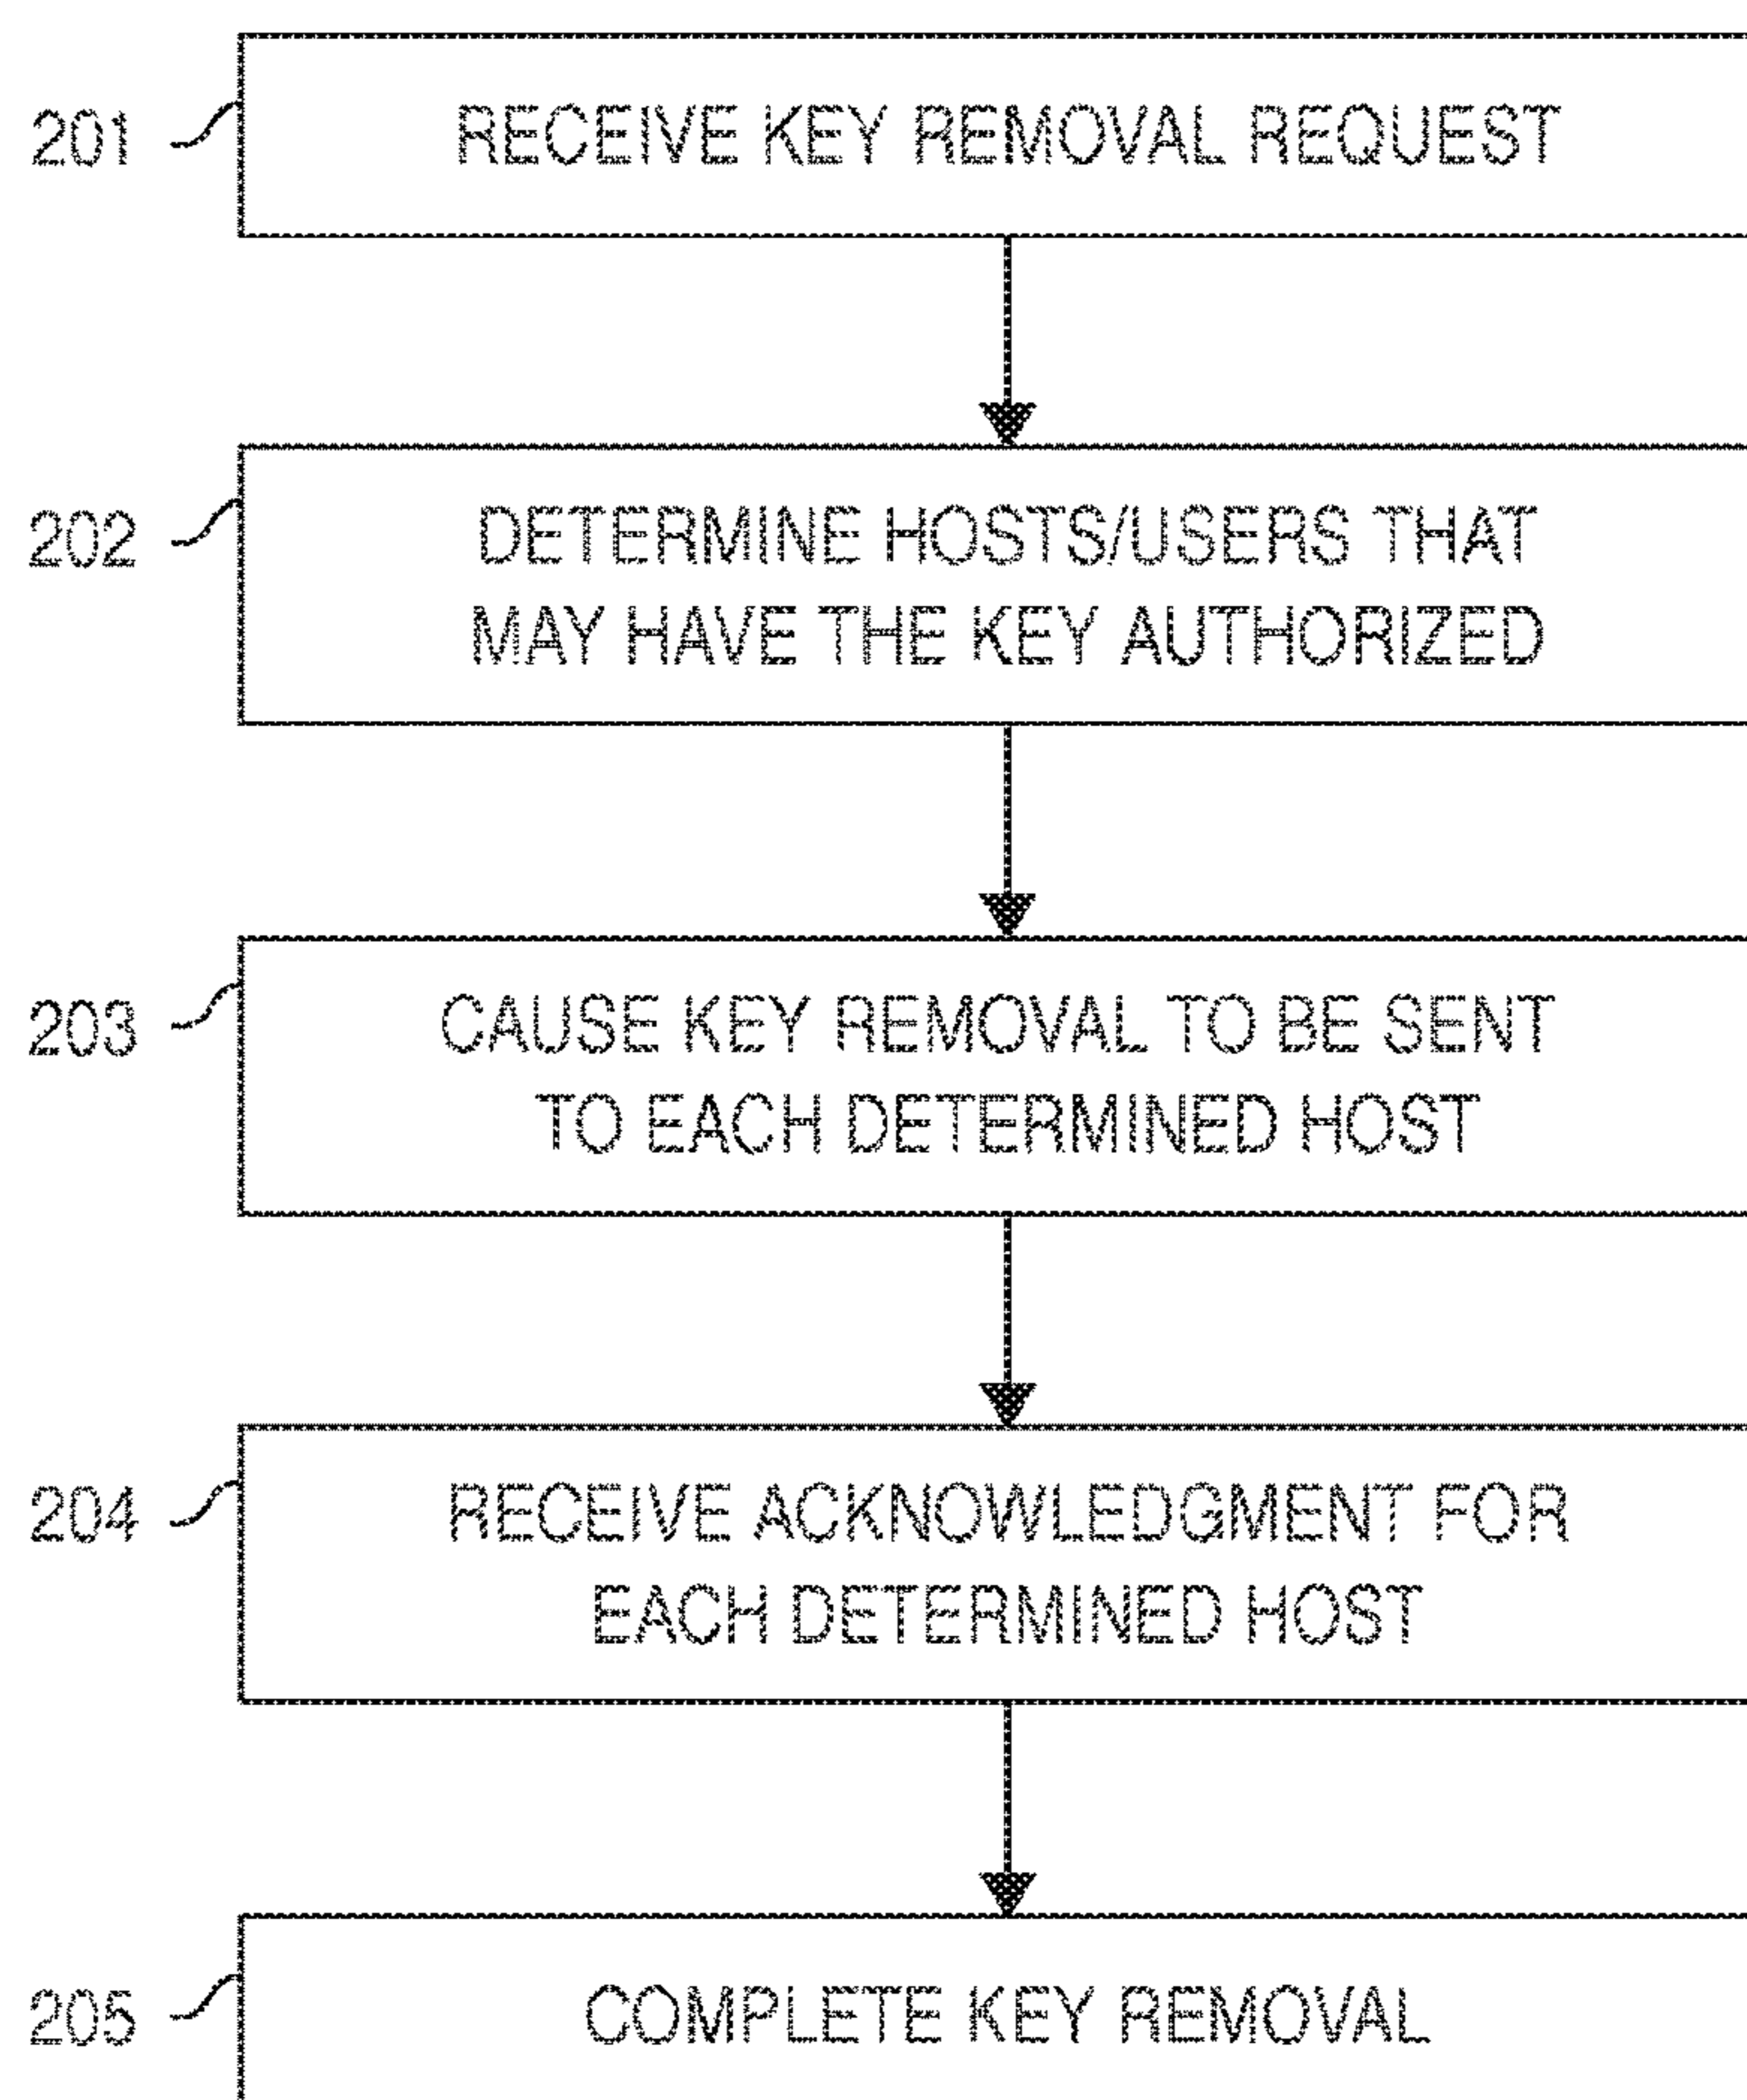 201 RECEIVE KEY REMOVAL REQUEST
202 DETERMINE HOSTS/USERS THAT
MAY HAVE THE KEY AUTHORIZED
203 CAUSE KEY REMOVAL TO BE SENT
TO EACH DETERMINED HOST
204 RECEIVE ACKNOWLEDGMENT FOR
EACH DETERMINED HOST
205 COMPLETE KEY REMOVAL